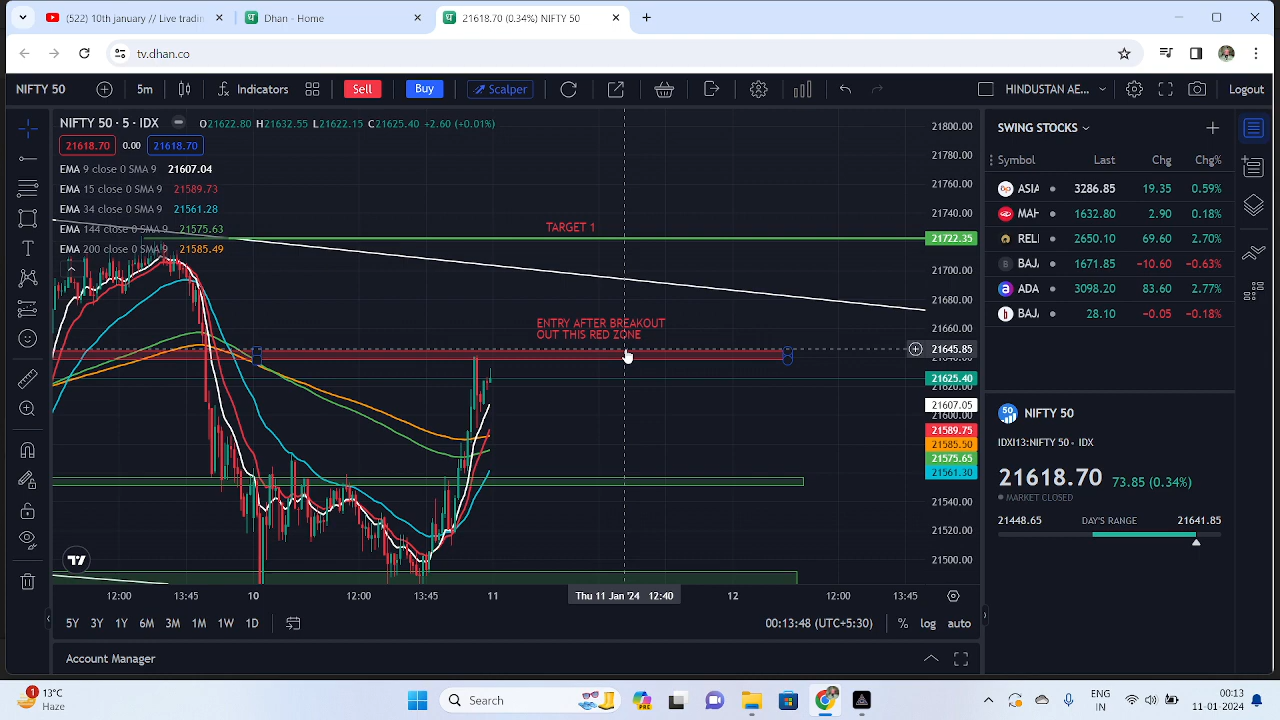 (522) 10th january // Live tradin
Dhan - Home
21618.70 (0.34%) NIFTY 50
tv.dhan.co
NIFTY 50
5m
Indicators
Sell
Buy
Scalper
HINDUSTAN AE...
Logout
NIFTY 50 · 5 · IDX
O21622.80 H21632.55 L21622.15 C21625.40 +2.60 (+0.01%)
21618.70 0.00 21618.70
EMA 9 close 0 SMA 9 21607.04
EMA 15 close 0 SMA 9 21589.73
EMA 34 close 0 SMA 9 21561.28
EMA 144 close 0 SMA 9 21575.63
EMA 200 close 0 SMA 9 21585.49
TARGET 1
ENTRY AFTER BREAKOUT
OUT THIS RED ZONE
21800.00
21780.00
21760.00
21740.00
21722.35
21700.00
21680.00
21660.00
21645.85
21625.40
21620.00
21607.05
21600.00
21589.75
21585.50
21575.65
21561.30
21540.00
21520.00
21500.00
12:00 13:45 10 12:00 13:45 11 Thu 11 Jan '24 12:40 12 12:00 13:45
5Y 3Y 1Y 6M 3M 1M 1W 1D
00:13:48 (UTC+5:30) % log auto
Account Manager
SWING STOCKS
Symbol Last Chg Chg%
ASIA 3286.85 19.35 0.59%
1632.80 2.90 0.18%
RELI 2650.10 69.60 2.70%
BAJ 1671.85 −10.60 −0.63%
ADA 3098.20 83.60 2.77%
28.10 −0.05 −0.18%
50
NIFTY 50
IDX13:NIFTY 50 · IDX
21618.70 73.85 (0.34%)
MARKET CLOSED
21448.65 DAY'S RANGE 21641.85
1
13°C
Haze
Search
PRE
ENG
IN
00:13
11-01-2024